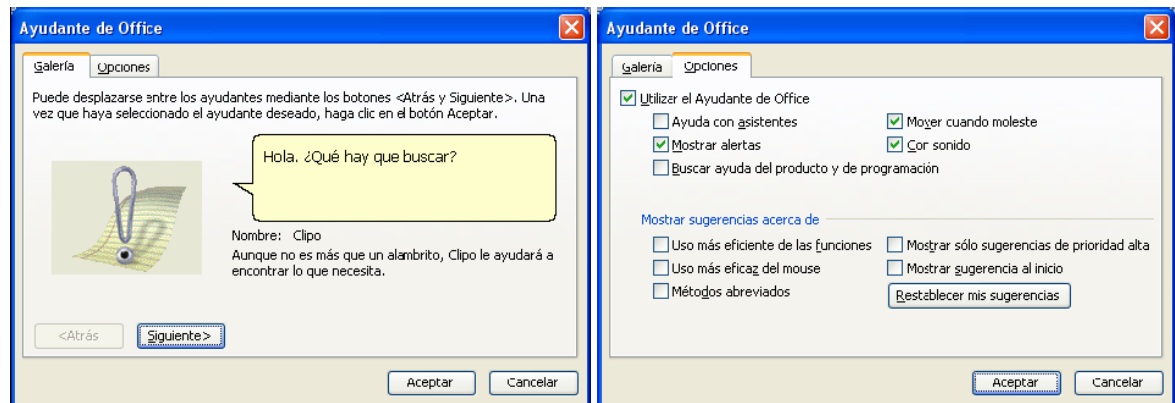 Ayudante de Office
Galería Opciones
Puede desplazarse entre los ayudantes mediante los botones <Atrás y Siguiente>. Una
vez que haya seleccionado el ayudante deseado, haga clic en el botón Aceptar.
Hola. ¿Qué hay que buscar?
Nombre: Clipo
Aunque no es más que un alambrito, Clipo le ayudará a
encontrar lo que necesita.
<Atrás Siguiente>
Aceptar Cancelar
Ayudante de Office
Galería Opciones
Utilizar el Ayudante de Office
Ayuda con asistentes Mover cuando moleste
Mostrar alertas Cor sonido
Buscar ayuda del producto y de programación
Mostrar sugerencias acerca de
Uso más eficiente de las funciones Mostrar sólo sugerencias de prioridad alta
Uso más eficaz del mouse Mostrar sugerencia al inicio
Métodos abreviados Restablecer mis sugerencias
Aceptar Cancelar